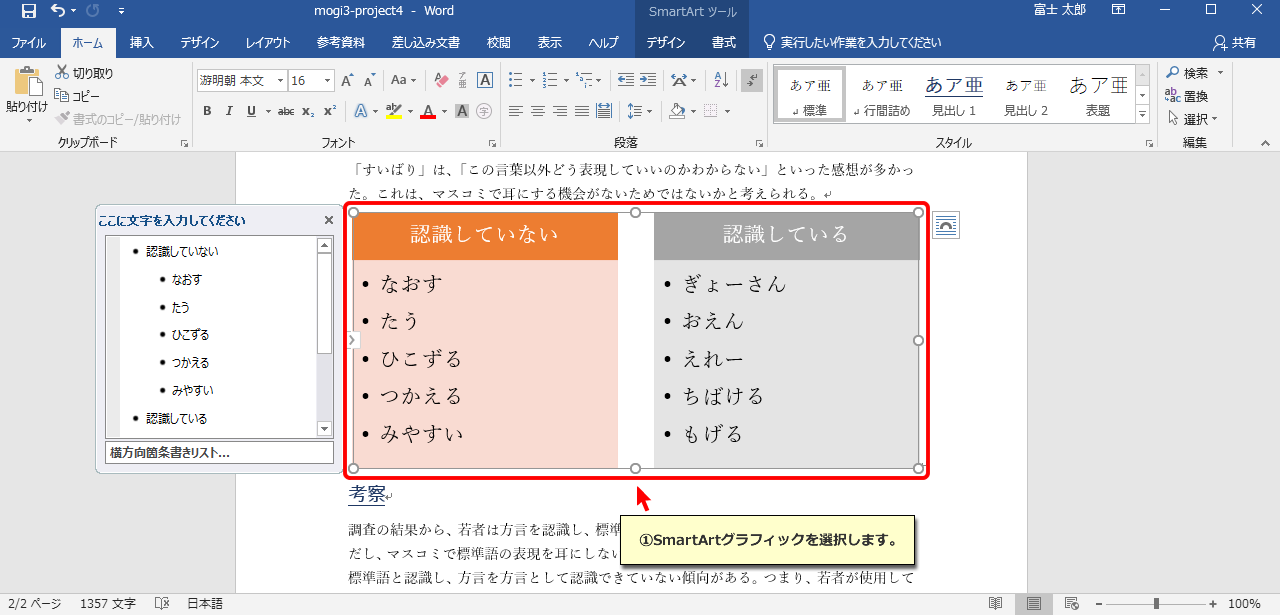 mogi3-project4 - Word
SmartArt ツール
富士 太郎
ファイル ホーム 挿入 デザイン レイアウト 参考資料 差し込み文書 校閲 表示 ヘルプ デザイン 書式 実行したい作業を入力してください 共有
貼り付け
切り取り
コピー
書式のコピー/貼り付け
クリップボード
游明朝 本文 16
A A Aa A
B I U abc x₂ x² A ab A A 字
フォント
段落
あア亜 標準
あア亜 行間詰め
あア亜 見出し 1
あア亜 見出し 2
あア亜 表題
スタイル
検索
置換
選択
編集
「すいばり」は、「この言葉以外どう表現していいのかわからない」といった感想が多かっ
た。これは、マスコミで耳にする機会がないためではないかと考えられる。
ここに文字を入力してください
• 認識していない
• なおす
• たう
• ひこずる
• つかえる
• みやすい
• 認識している
横方向箇条書きリスト...
認識していない
• なおす
• たう
• ひこずる
• つかえる
• みやすい
認識している
• ぎょーさん
• おえん
• えれー
• ちばける
• もげる
考察
調査の結果から、若者は方言を認識し、標準
だし、マスコミで標準語の表現を耳にしない
標準語と認識し、方言を方言として認識できていない傾向がある。つまり、若者が使用して
①SmartArtグラフィックを選択します。
2/2 ページ 1357 文字 日本語
100%